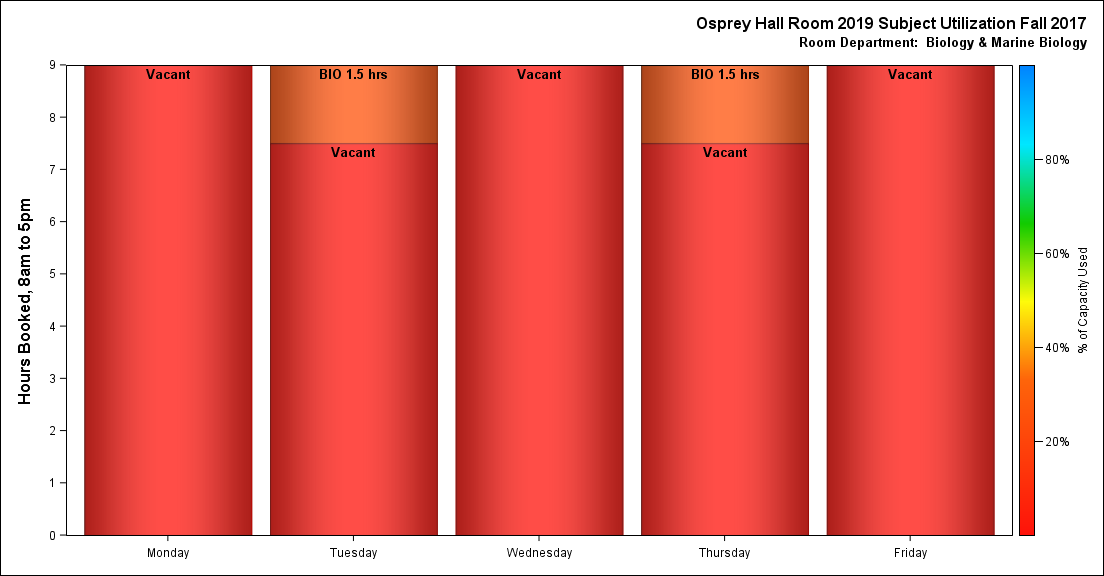 Osprey Hall Room 2019 Subject Utilization Fall 2017
Room Department:  Biology & Marine Biology
Hours Booked, 8am to 5pm
9
8
7
6
5
4
3
2
1
0
Vacant
BIO 1.5 hrs
Vacant
Vacant
BIO 1.5 hrs
Vacant
Vacant
Monday
Tuesday
Wednesday
Thursday
Friday
80%
60%
40%
20%
% of Capacity Used